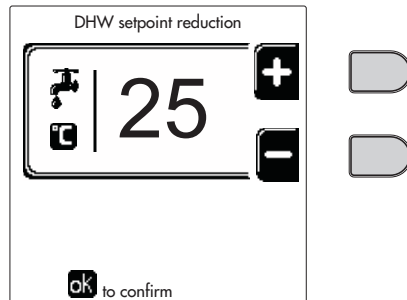 DHW setpoint reduction
°C 25
+
-
ok to confirm